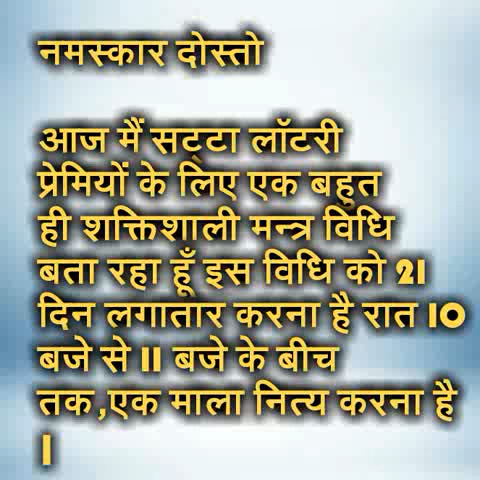 नमस्कार दोस्तो
आज मैं सट्टा लॉटरी
प्रेमियों के लिए एक बहुत
ही शक्तिशाली मन्त्र विधि
बता रहा हूँ इस विधि को 21
दिन लगातार करना है रात 10
बजे से 11 बजे के बीच
तक ,एक माला नित्य करना है
।